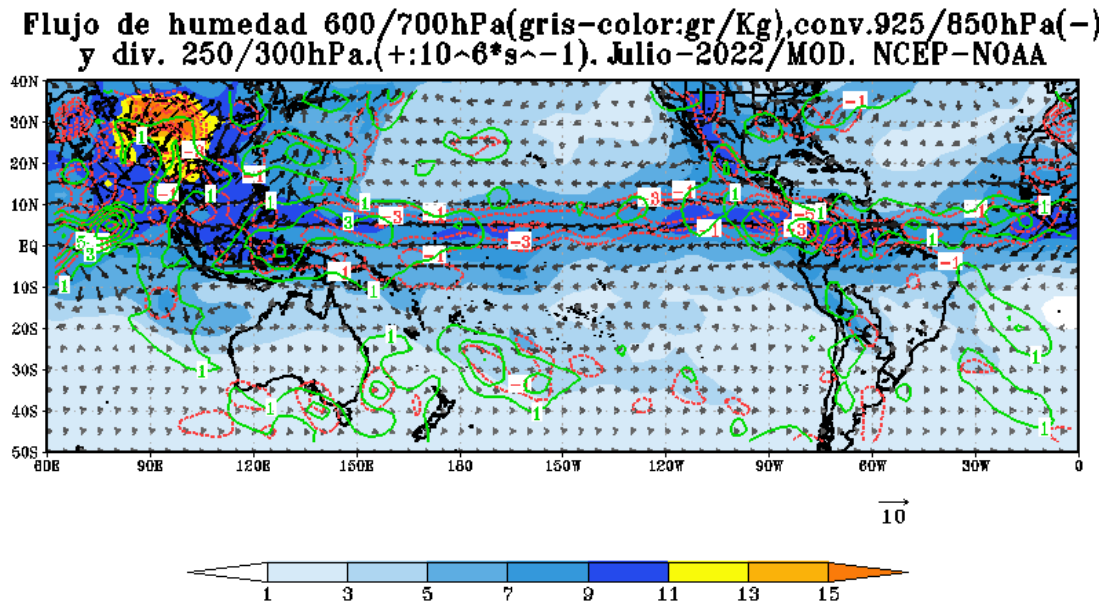 Flujo de humedad 600/700hPa(gris-color:gr/Kg),conv.925/850hPa(-)
y div. 250/300hPa.(+:10^6*s^-1). Julio-2022/MOD. NCEP-NOAA
40N
30N
20N
10N
EQ
10S
20S
30S
40S
50S
60E 90E 120E 150E 180 150W 120W 90W 60W 30W 0
10
1 3 5 7 9 11 13 15